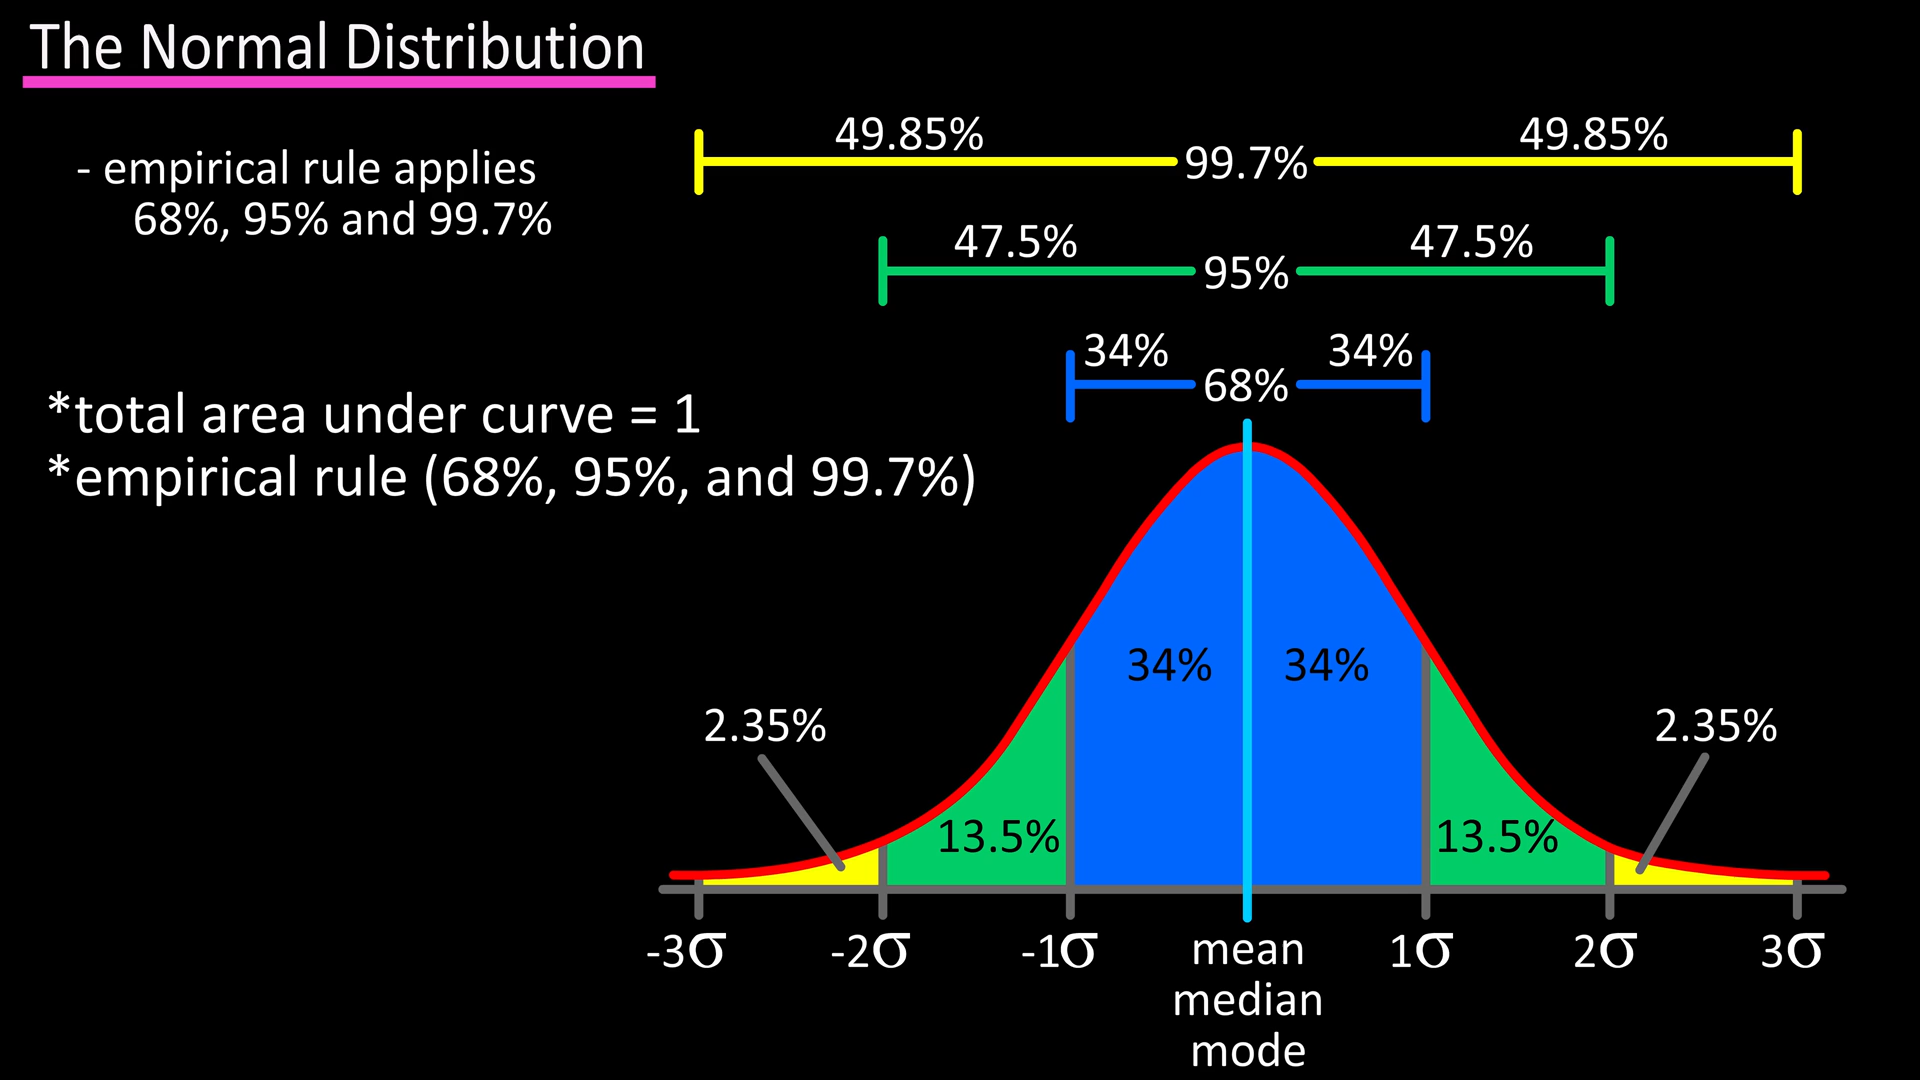 The Normal Distribution
- empirical rule applies
68%, 95% and 99.7%
*total area under curve = 1
*empirical rule (68%, 95%, and 99.7%)
49.85% 99.7% 49.85%
47.5% 95% 47.5%
34% 68% 34%
34% 34%
2.35% 2.35%
13.5% 13.5%
-3σ -2σ -1σ mean 1σ 2σ 3σ
median
mode